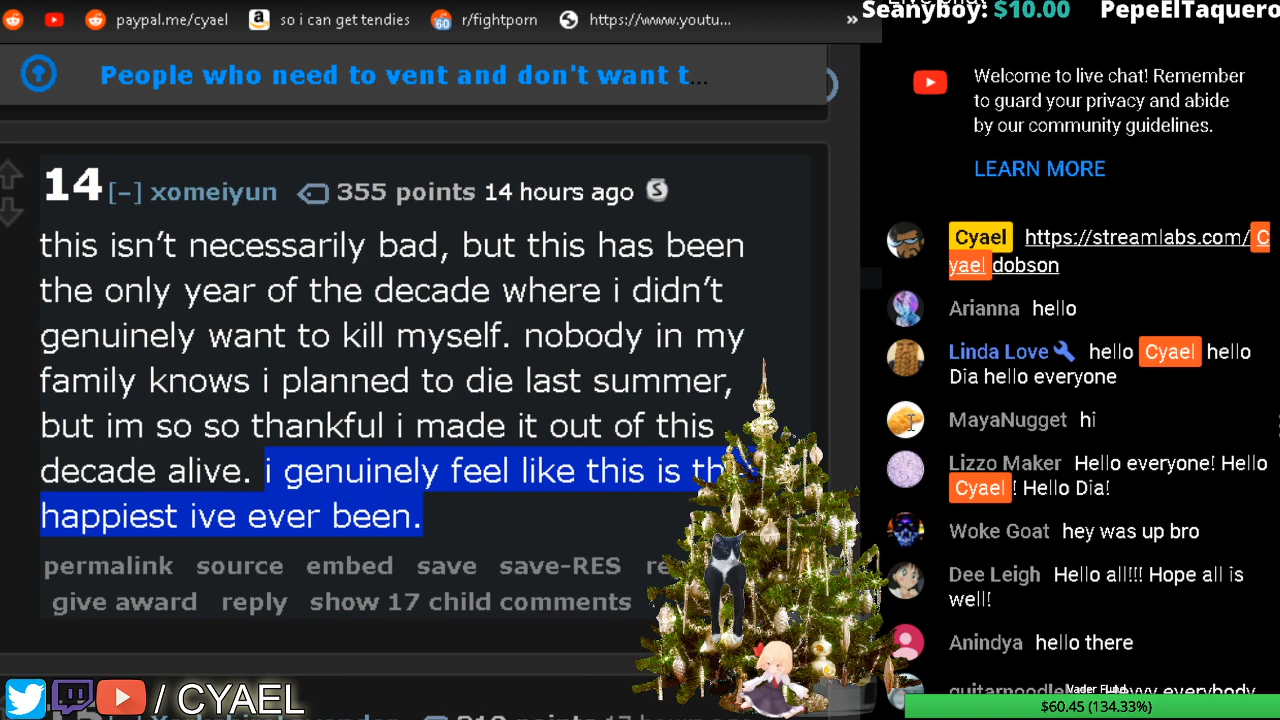 paypal.me/cyael so i can get tendies r/fightporn https://www.youtu... »
People who need to vent and don't want t...
14 [–] xomeiyun 355 points 14 hours ago
this isn't necessarily bad, but this has been
the only year of the decade where i didn't
genuinely want to kill myself. nobody in my
family knows i planned to die last summer,
but im so so thankful i made it out of this
decade alive. i genuinely feel like this is
happiest ive ever been.
permalink source embed save save-RES
give award reply show 17 child comments
/ CYAEL
Seanyboy: $10.00 PepeElTaquero
Welcome to live chat! Remember
to guard your privacy and abide
by our community guidelines.
LEARN MORE
Cyael https://streamlabs.com/C
yael dobson
Arianna hello
Linda Love hello Cyael hello
Dia hello everyone
MayaNugget hi
Lizzo Maker Hello everyone! Hello
Cyael ! Hello Dia!
Woke Goat hey was up bro
Dee Leigh Hello all!!! Hope all is
well!
Anindya hello there
everybody
Vader Fund
$60.45 (134.33%)